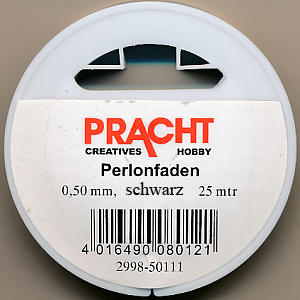 PRACHT
CREATIVES HOBBY
Perlonfaden
0,50 mm, schwarz 25 mtr
4 016490 080121
2998-50111